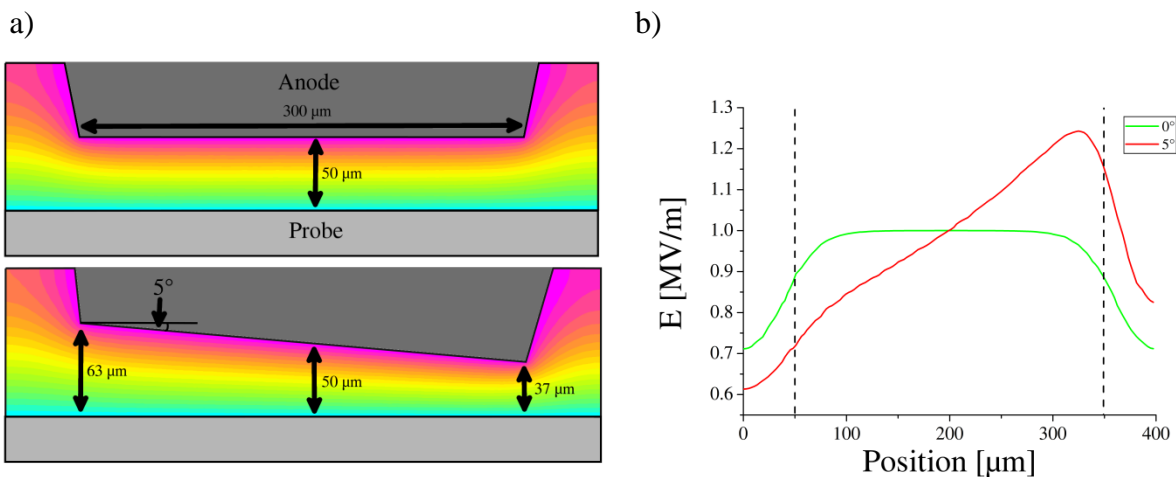 a)
Anode
300 μm
50 μm
Probe
5°
63 μm
50 μm
37 μm
b)
1.3
1.2
1.1
1.0
0.9
0.8
0.7
0.6
E [MV/m]
0°
5°
0
100
200
300
400
Position [μm]